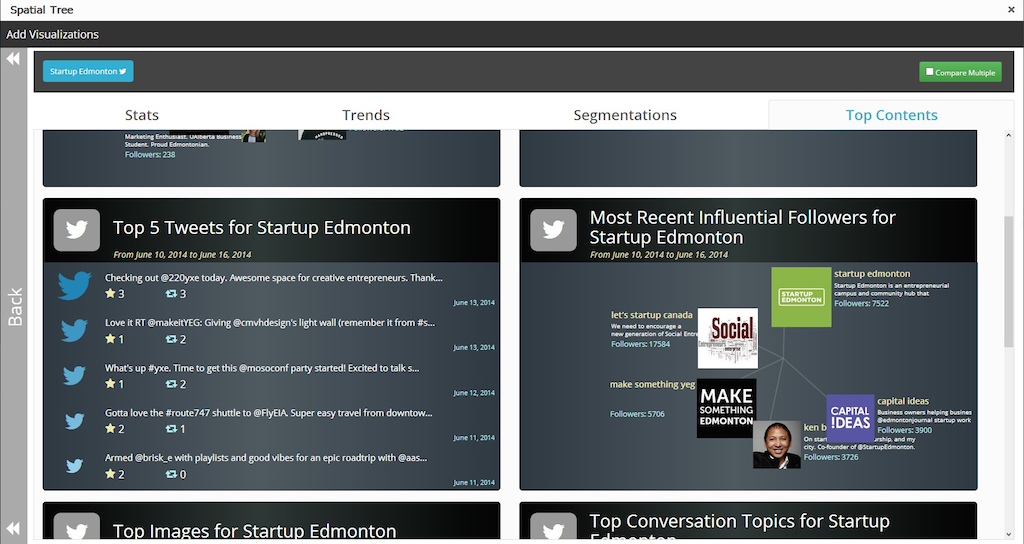 Spatial Tree
Add Visualizations
Back
Startup Edmonton
Compare Multiple
Stats
Trends
Segmentations
Top Contents
Marketing Enthusiast. UAlberta Business
Student. Proud Edmontonian.
Followers: 238
Top 5 Tweets for Startup Edmonton
From June 10, 2014 to June 16, 2014
Checking out @220yxe today. Awesome space for creative entrepreneurs. Thank...
3 3
June 13, 2014
Love it RT @makeitYEG: Giving @cmvhdesign's light wall (remember it from #s...
1 2
June 13, 2014
What's up #yxe. Time to get this @mosoconf party started! Excited to talk s...
1 2
June 12, 2014
Gotta love the #route747 shuttle to @FlyEIA. Super easy travel from downtow...
2 1
June 11, 2014
Armed @brisk_e with playlists and good vibes for an epic roadtrip with @aas...
2 0
June 11, 2014
Most Recent Influential Followers for
Startup Edmonton
From June 10, 2014 to June 16, 2014
STARTUP
EDMONTON
startup edmonton
Startup Edmonton is an entrepreneurial
campus and community hub that
Followers: 7522
let's startup canada
We need to encourage a
new generation of Social Entre
Followers: 17584
Social
Entrepreneurs
enterprise
make something yeg
Followers: 5706
MAKE
SOMETHING
EDMONTON
CAPITAL
!DEAS
capital ideas
Business owners helping busines
@edmontonjournal startup work
Followers: 3900
ken b
On star
rship, and my
city. Co-founder of @StartupEdmonton.
Followers: 3726
Top Images for Startup Edmonton
Top Conversation Topics for Startup
Edmonton